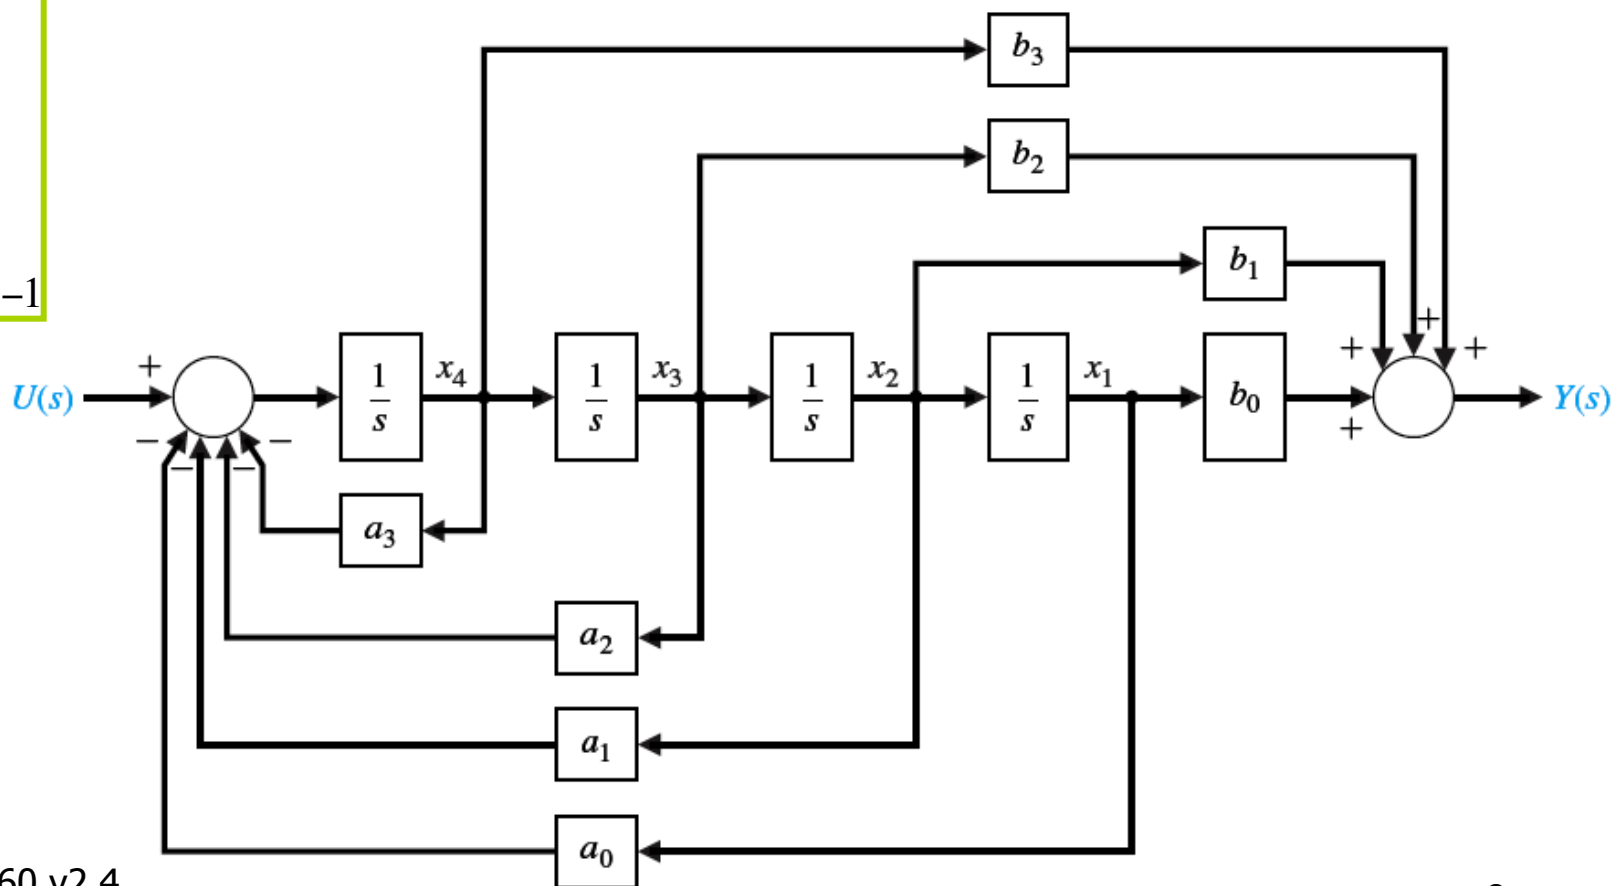 b3
b2
–1
b1
+ + +
+ 1/s x4 1/s x3 1/s x2 1/s x1 b0
U(s) Y(s)
+
– – – –
a3
a2
a1
a0
60 v2.4